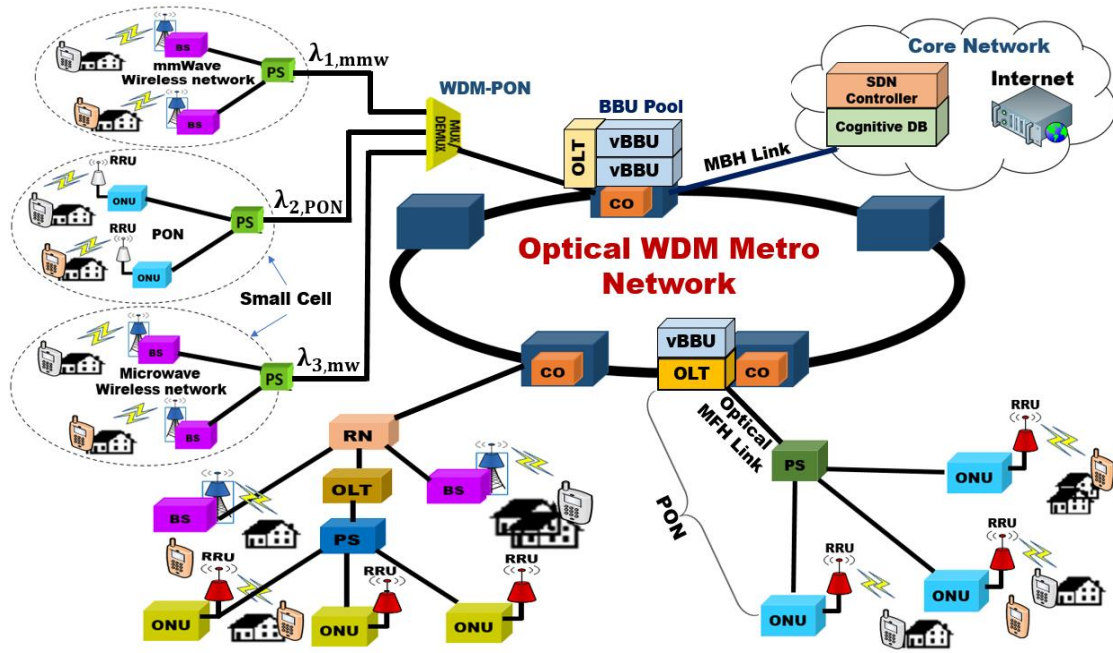 BS
mmWave
Wireless network
BS
PS
λ1,mmw
WDM-PON
MUX/
DEMUX
RRU
ONU
PON
RRU
ONU
PS
λ2,PON
Small Cell
BS
Microwave
Wireless network
BS
PS
λ3,mw
BBU Pool
OLT
vBBU
vBBU
CO
MBH Link
Core Network
SDN
Controller
Cognitive DB
Internet
Optical WDM Metro
Network
CO
vBBU
OLT
CO
Optical
MFH Link
PON
PS
RRU
ONU
RRU
ONU
RRU
ONU
RN
BS
OLT
BS
PS
RRU
ONU
RRU
ONU
RRU
ONU